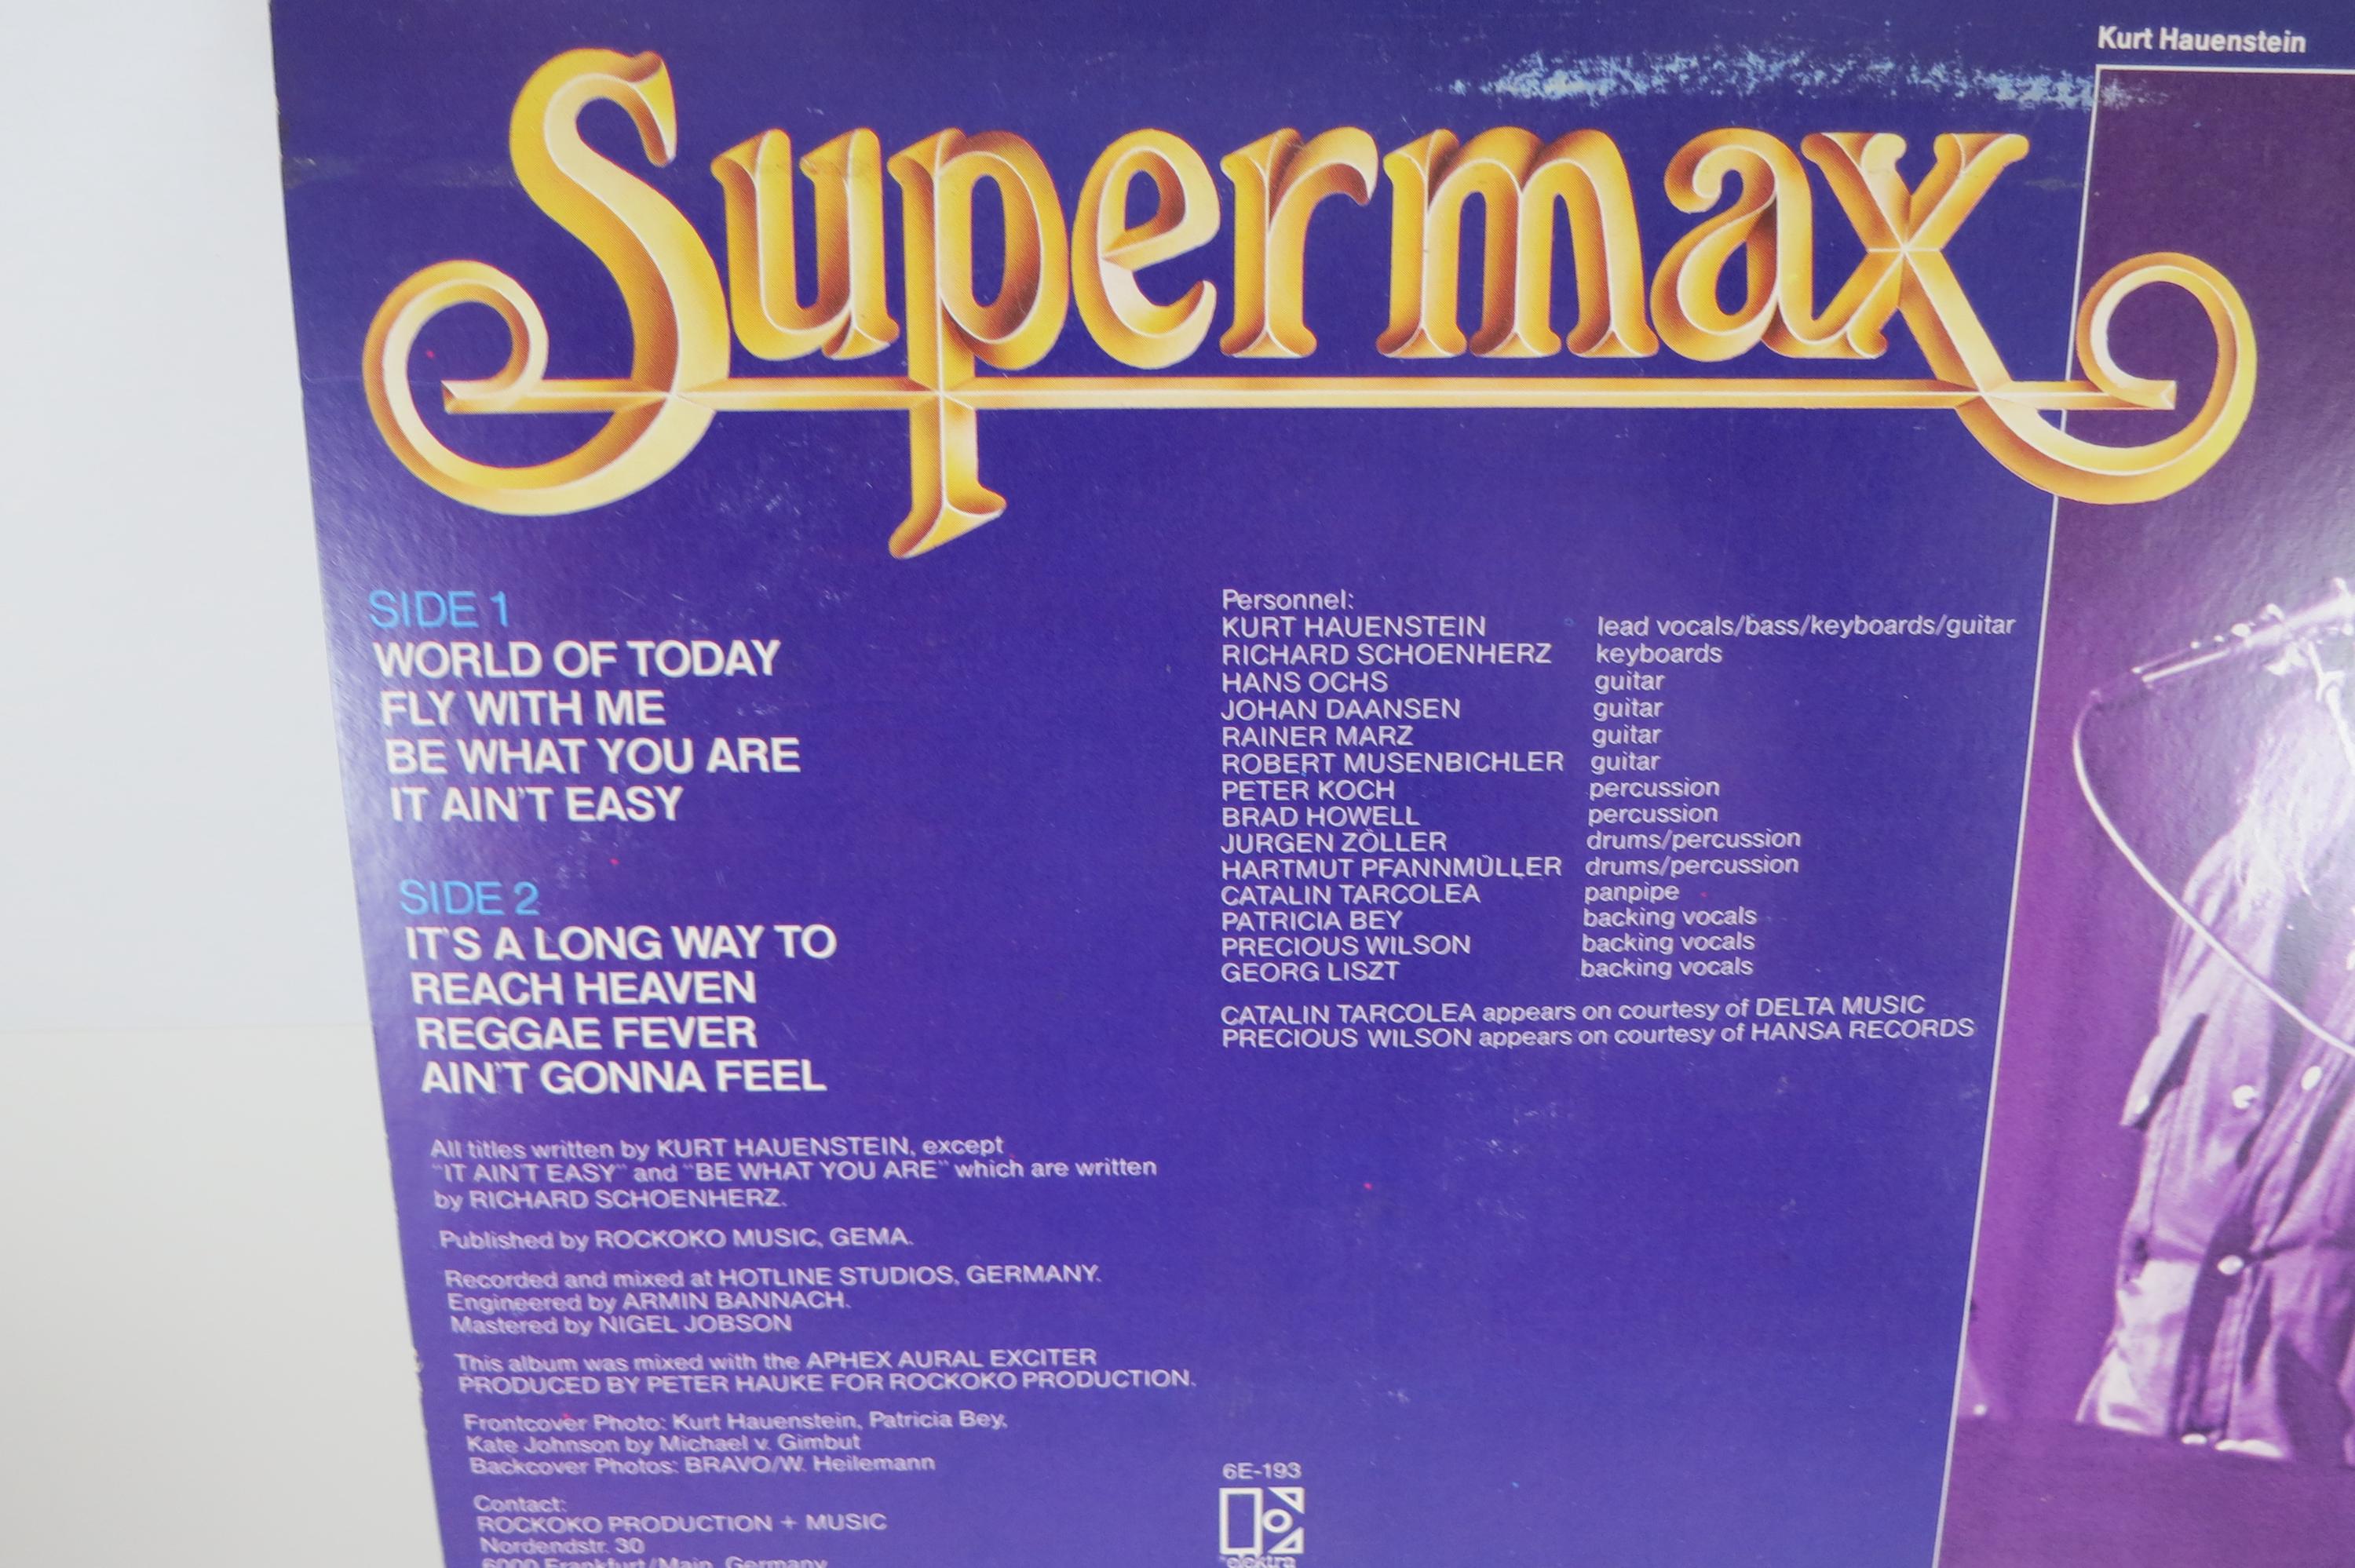 Kurt Hauenstein
Supermax
SIDE 1
WORLD OF TODAY
FLY WITH ME
BE WHAT YOU ARE
IT AIN'T EASY
SIDE 2
IT'S A LONG WAY TO
REACH HEAVEN
REGGAE FEVER
AIN'T GONNA FEEL
All titles written by KURT HAUENSTEIN, except
"IT AIN'T EASY" and "BE WHAT YOU ARE" which are written
by RICHARD SCHOENHERZ.
Published by ROCKOKO MUSIC, GEMA.
Recorded and mixed at HOTLINE STUDIOS, GERMANY.
Engineered by ARMIN BANNACH.
Mastered by NIGEL JOBSON
This album was mixed with the APHEX AURAL EXCITER
PRODUCED BY PETER HAUKE FOR ROCKOKO PRODUCTION.
Frontcover Photo: Kurt Hauenstein, Patricia Bey,
Kate Johnson by Michael v. Gimbut
Backcover Photos: BRAVO/W. Heilemann
Contact:
ROCKOKO PRODUCTION + MUSIC
Nordendstr. 30
6000 Frankfurt/Main, Germany
Personnel:
KURT HAUENSTEIN lead vocals/bass/keyboards/guitar
RICHARD SCHOENHERZ keyboards
HANS OCHS guitar
JOHAN DAANSEN guitar
RAINER MARZ guitar
ROBERT MUSENBICHLER guitar
PETER KOCH percussion
BRAD HOWELL percussion
JURGEN ZÖLLER drums/percussion
HARTMUT PFANNMÜLLER drums/percussion
CATALIN TARCOLEA panpipe
PATRICIA BEY backing vocals
PRECIOUS WILSON backing vocals
GEORG LISZT backing vocals
CATALIN TARCOLEA appears on courtesy of DELTA MUSIC
PRECIOUS WILSON appears on courtesy of HANSA RECORDS
6E-193
elektra